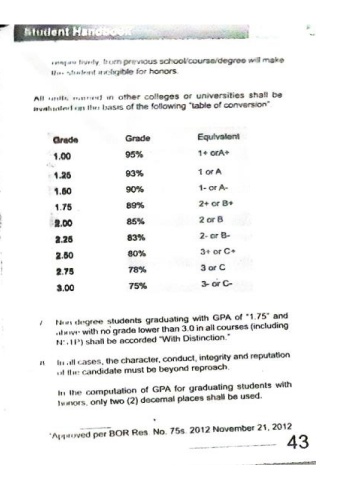 Student Handbook
respectively, from previous school/course/degree will make
the student ineligible for honors.
All units earned in other colleges or universities shall be
evaluated on the basis of the following "table of conversion"
Grade Grade Equivalent
1.00 95% 1+ orA+
1.25 93% 1 or A
1.50 90% 1- or A-
1.75 89% 2+ or B+
2.00 85% 2 or B
2.25 83% 2- or B-
2.50 80% 3+ or C+
2.75 78% 3 or C
3.00 75% 3- or C-
7 Non degree students graduating with GPA of "1.75" and
above with no grade lower than 3.0 in all courses (including
NSTP) shall be accorded "With Distinction."
8 In all cases, the character, conduct, integrity and reputation
of the candidate must be beyond reproach.
In the computation of GPA for graduating students with
honors, only two (2) decemal places shall be used.
*Approved per BOR Res. No. 75s. 2012 November 21, 2012
43